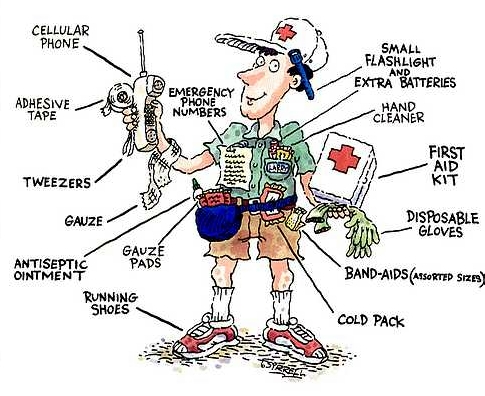 CELLULAR
PHONE
ADHESIVE
TAPE
TWEEZERS
GAUZE
ANTISEPTIC
OINTMENT
GAUZE
PADS
RUNNING
SHOES
EMERGENCY
PHONE
NUMBERS
SMALL
FLASHLIGHT
AND
EXTRA BATTERIES
HAND
CLEANER
FIRST
AID
KIT
DISPOSABLE
GLOVES
BAND-AIDS (ASSORTED SIZES)
COLD PACK